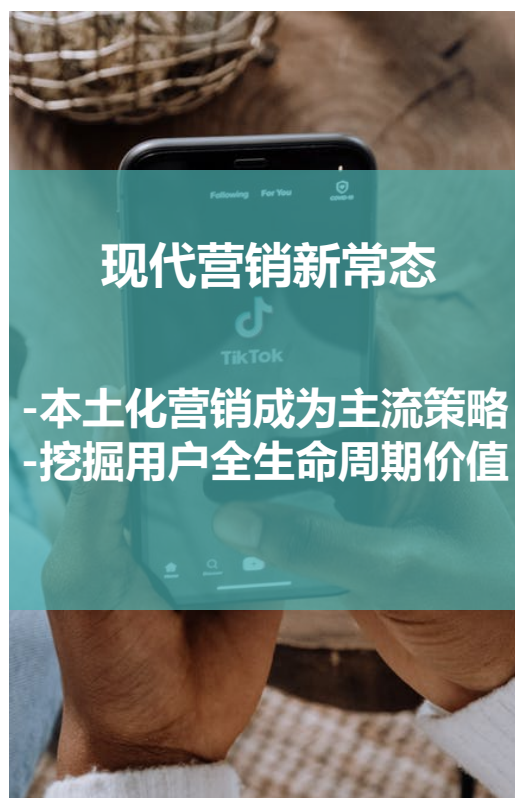 Following For You
COVID-19
现代营销新常态
TikTok
-本土化营销成为主流策略
-挖掘用户全生命周期价值